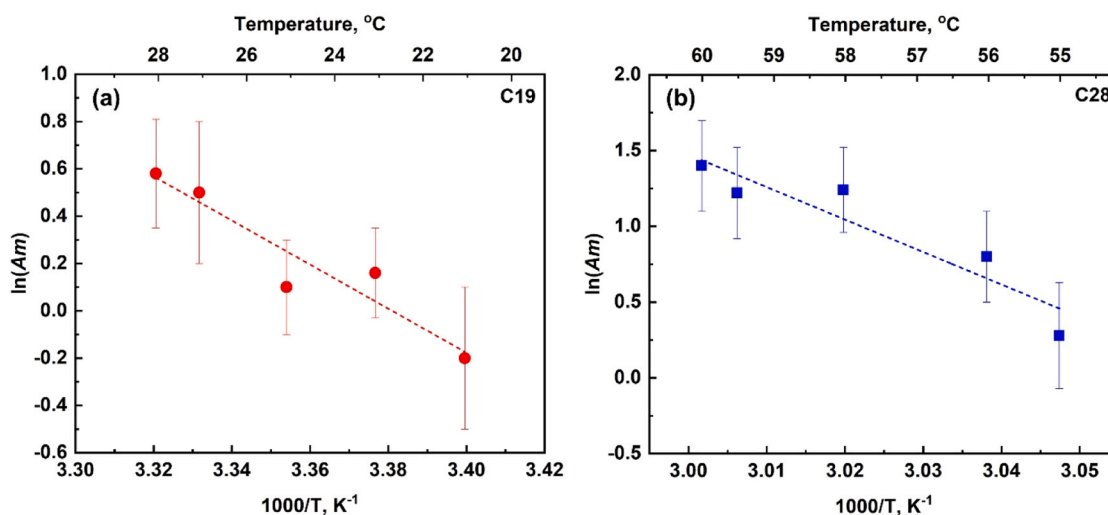 Temperature, °C
28 26 24 22 20
1.0
0.8
0.6
0.4
0.2
0.0
-0.2
-0.4
-0.6
ln(Am)
(a)
C19
3.30 3.32 3.34 3.36 3.38 3.40 3.42
1000/T, K⁻¹
Temperature, °C
60 59 58 57 56 55
2.0
1.5
1.0
0.5
0.0
-0.5
ln(Am)
(b)
C28
3.00 3.01 3.02 3.03 3.04 3.05
1000/T, K⁻¹